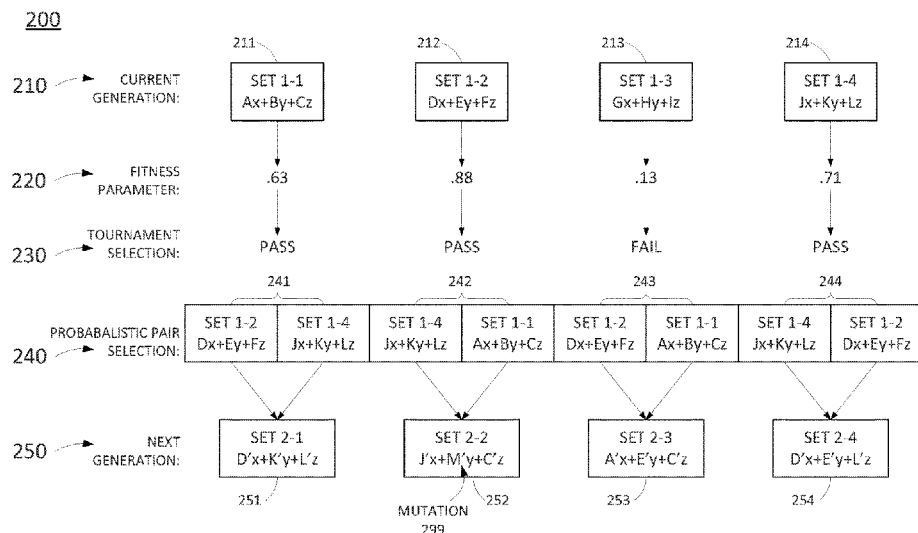 200
211 212 213 214
210 CURRENT GENERATION: SET 1-1 Ax+By+Cz SET 1-2 Dx+Ey+Fz SET 1-3 Gx+Hy+Iz SET 1-4 Jx+Ky+Lz
220 FITNESS PARAMETER: .63 .88 .13 .71
230 TOURNAMENT SELECTION: PASS PASS FAIL PASS
241 242 243 244
240 PROBABALISTIC PAIR SELECTION: SET 1-2 Dx+Ey+Fz SET 1-4 Jx+Ky+Lz SET 1-4 Jx+Ky+Lz SET 1-1 Ax+By+Cz SET 1-2 Dx+Ey+Fz SET 1-1 Ax+By+Cz SET 1-4 Jx+Ky+Lz SET 1-2 Dx+Ey+Fz
250 NEXT GENERATION: SET 2-1 D'x+K'y+L'z SET 2-2 J'x+M'y+C'z SET 2-3 A'x+E'y+C'z SET 2-4 D'x+E'y+L'z
251 252 253 254
MUTATION
299